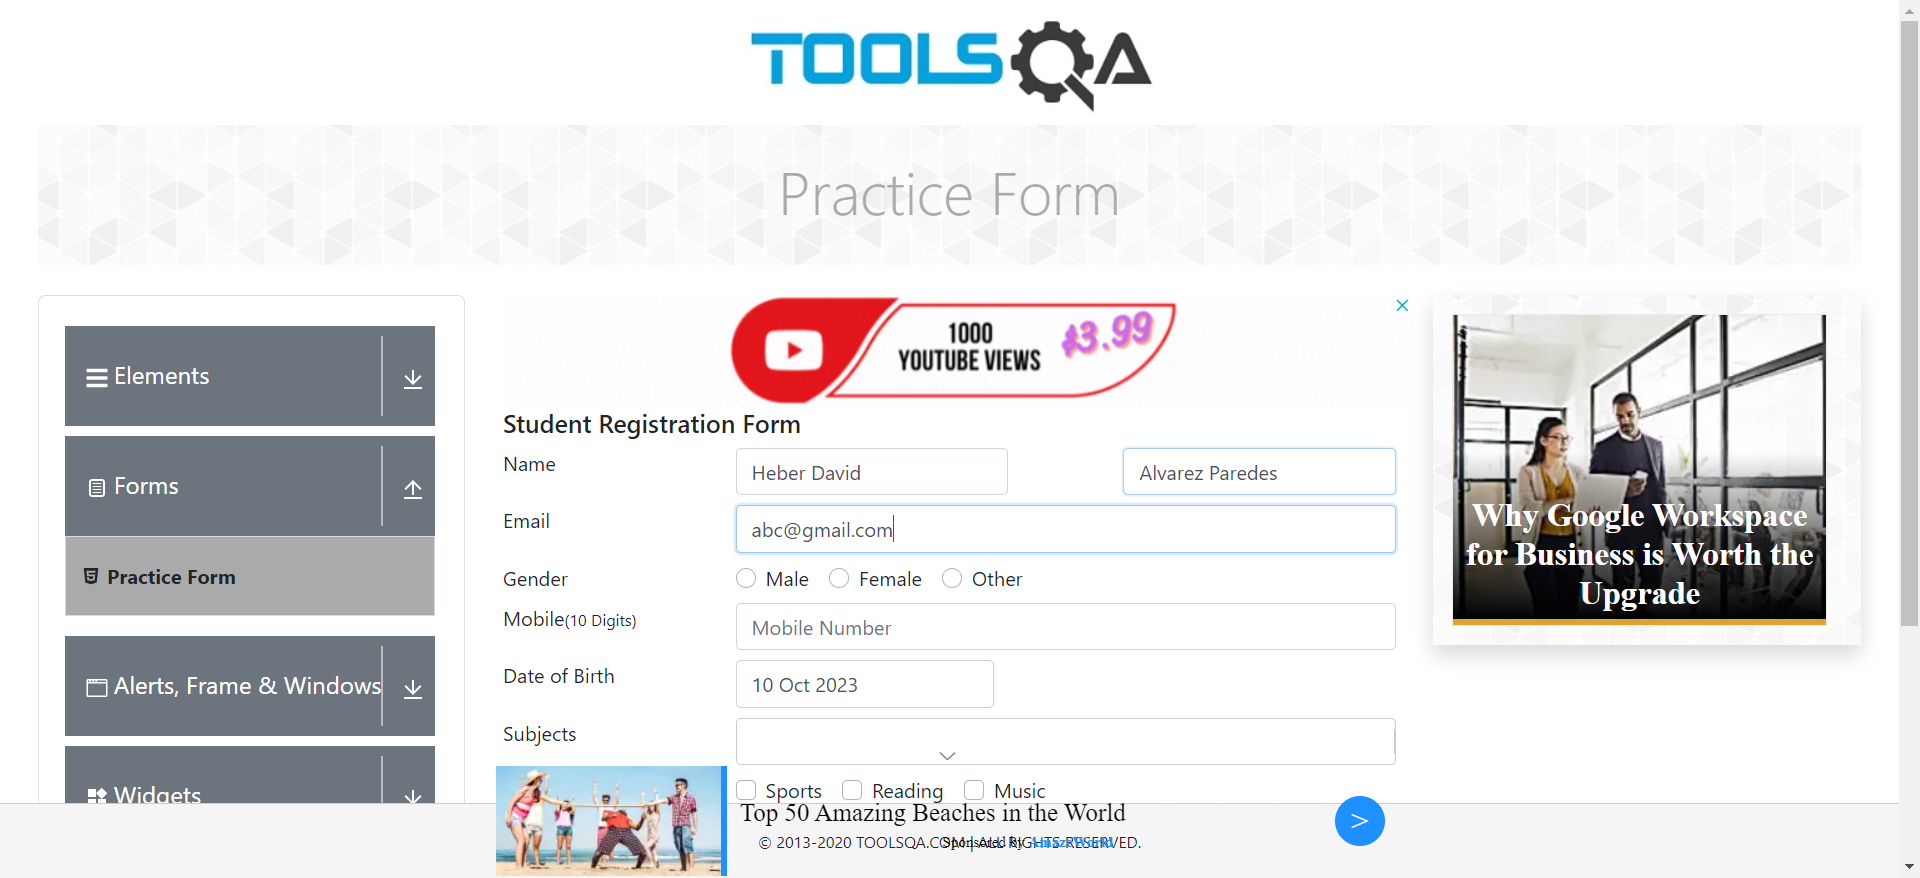 TOOLSQA
Practice Form
Elements
Forms
Practice Form
Alerts, Frame & Windows
Widgets
1000
YOUTUBE VIEWS
$3.99
Student Registration Form
Name
Heber David
Alvarez Paredes
Email
abc@gmail.com
Gender
Male
Female
Other
Mobile(10 Digits)
Mobile Number
Date of Birth
10 Oct 2023
Subjects
Sports
Reading
Music
Why Google Workspace
for Business is Worth the
Upgrade
Top 50 Amazing Beaches in the World
>
© 2013-2020 TOOLSQA.COM | ALL RIGHTS RESERVED.
Sponsored By